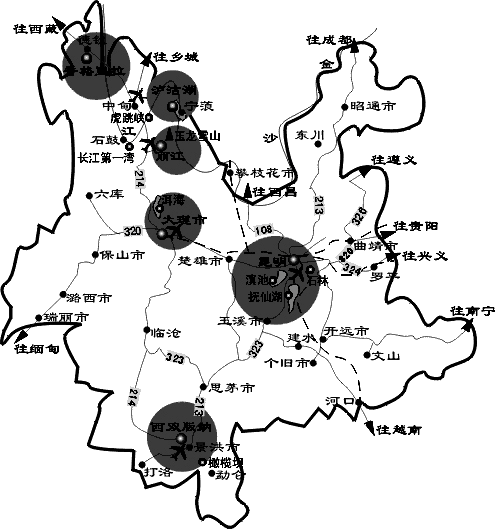 往西藏
德钦
香格里拉
往乡城
往成都
金
沙
江
中甸
虎跳峡
泸沽湖
宁蒗
石鼓
长江第一湾
玉龙雪山
丽江
昭通市
东川
攀枝花市
往西昌
往遵义
214
213
326
六库
洱海
大理市
320
108
往贵阳
曲靖市
320
往兴义
324
罗平
保山市
楚雄市
昆明
滇池
石林
抚仙湖
潞西市
瑞丽市
往缅甸
临沧
玉溪市
建水
开远市
往南宁
323
323
个旧市
文山
214
思茅市
213
河口
往越南
西双版纳
景洪市
打洛
橄榄坝
勐仑